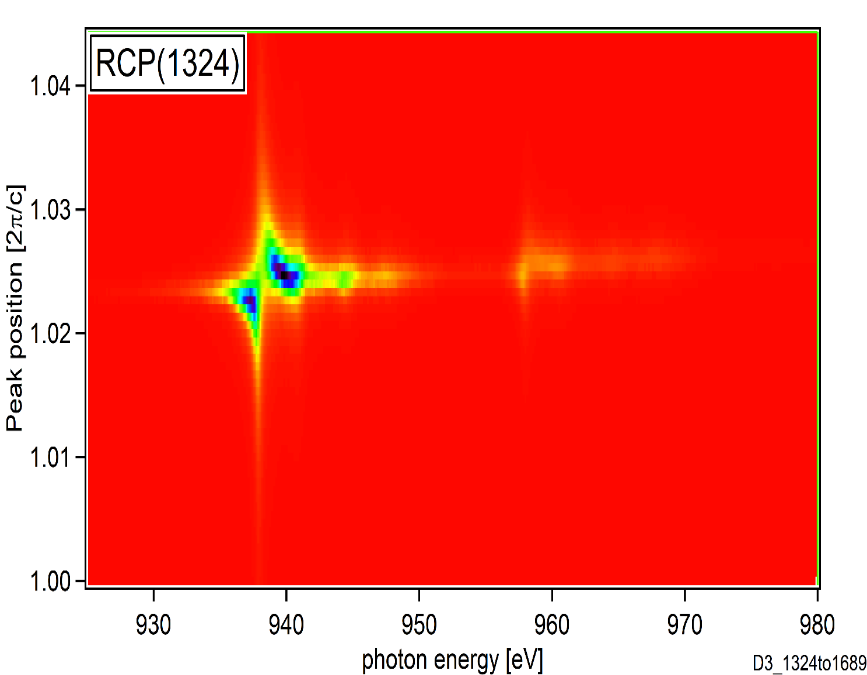 RCP(1324)
1.04
1.03
1.02
1.01
1.00
Peak position [2π/c]
930 940 950 960 970 980
photon energy [eV]
D3_1324to1689